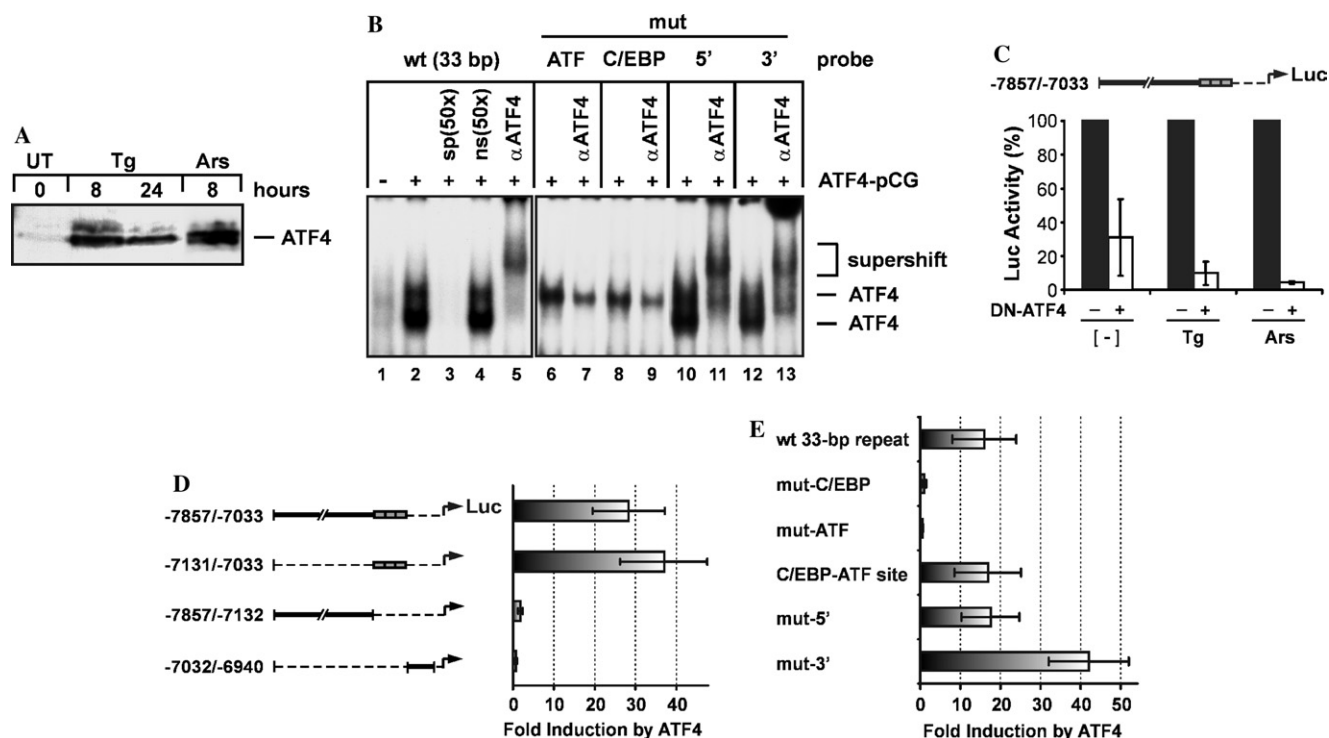 A
UT Tg Ars
0 8 24 8 hours
ATF4
B
mut
wt (33 bp) ATF C/EBP 5' 3' probe
sp(50x) ns(50x) αATF4 αATF4 αATF4 αATF4 αATF4
- + + + + + + + + + + + + ATF4-pCG
supershift
ATF4
ATF4
1 2 3 4 5 6 7 8 9 10 11 12 13
C
-7857/-7033 Luc
Luc Activity (%)
100
80
60
40
20
0
DN-ATF4 – + – + – +
[-] Tg Ars
D
-7857/-7033 Luc
-7131/-7033
-7857/-7132
-7032/-6940
0 10 20 30 40
Fold Induction by ATF4
E
wt 33-bp repeat
mut-C/EBP
mut-ATF
C/EBP-ATF site
mut-5'
mut-3'
0 10 20 30 40 50
Fold Induction by ATF4